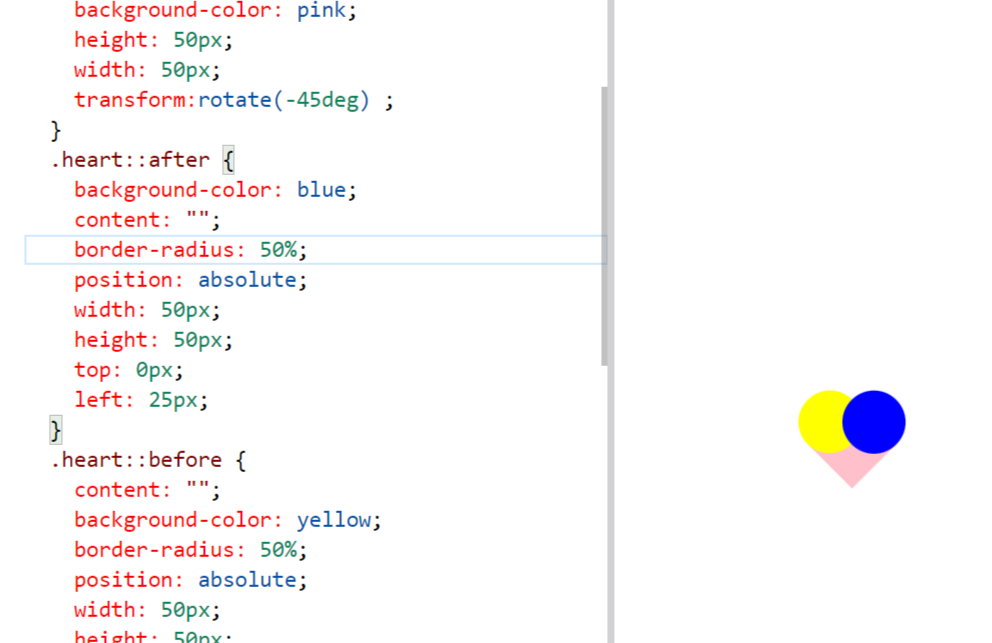 background-color: pink;
height: 50px;
width: 50px;
transform:rotate(-45deg) ;
}
.heart::after {
background-color: blue;
content: "";
border-radius: 50%;
position: absolute;
width: 50px;
height: 50px;
top: 0px;
left: 25px;
}
.heart::before {
content: "";
background-color: yellow;
border-radius: 50%;
position: absolute;
width: 50px;
height: 50px;